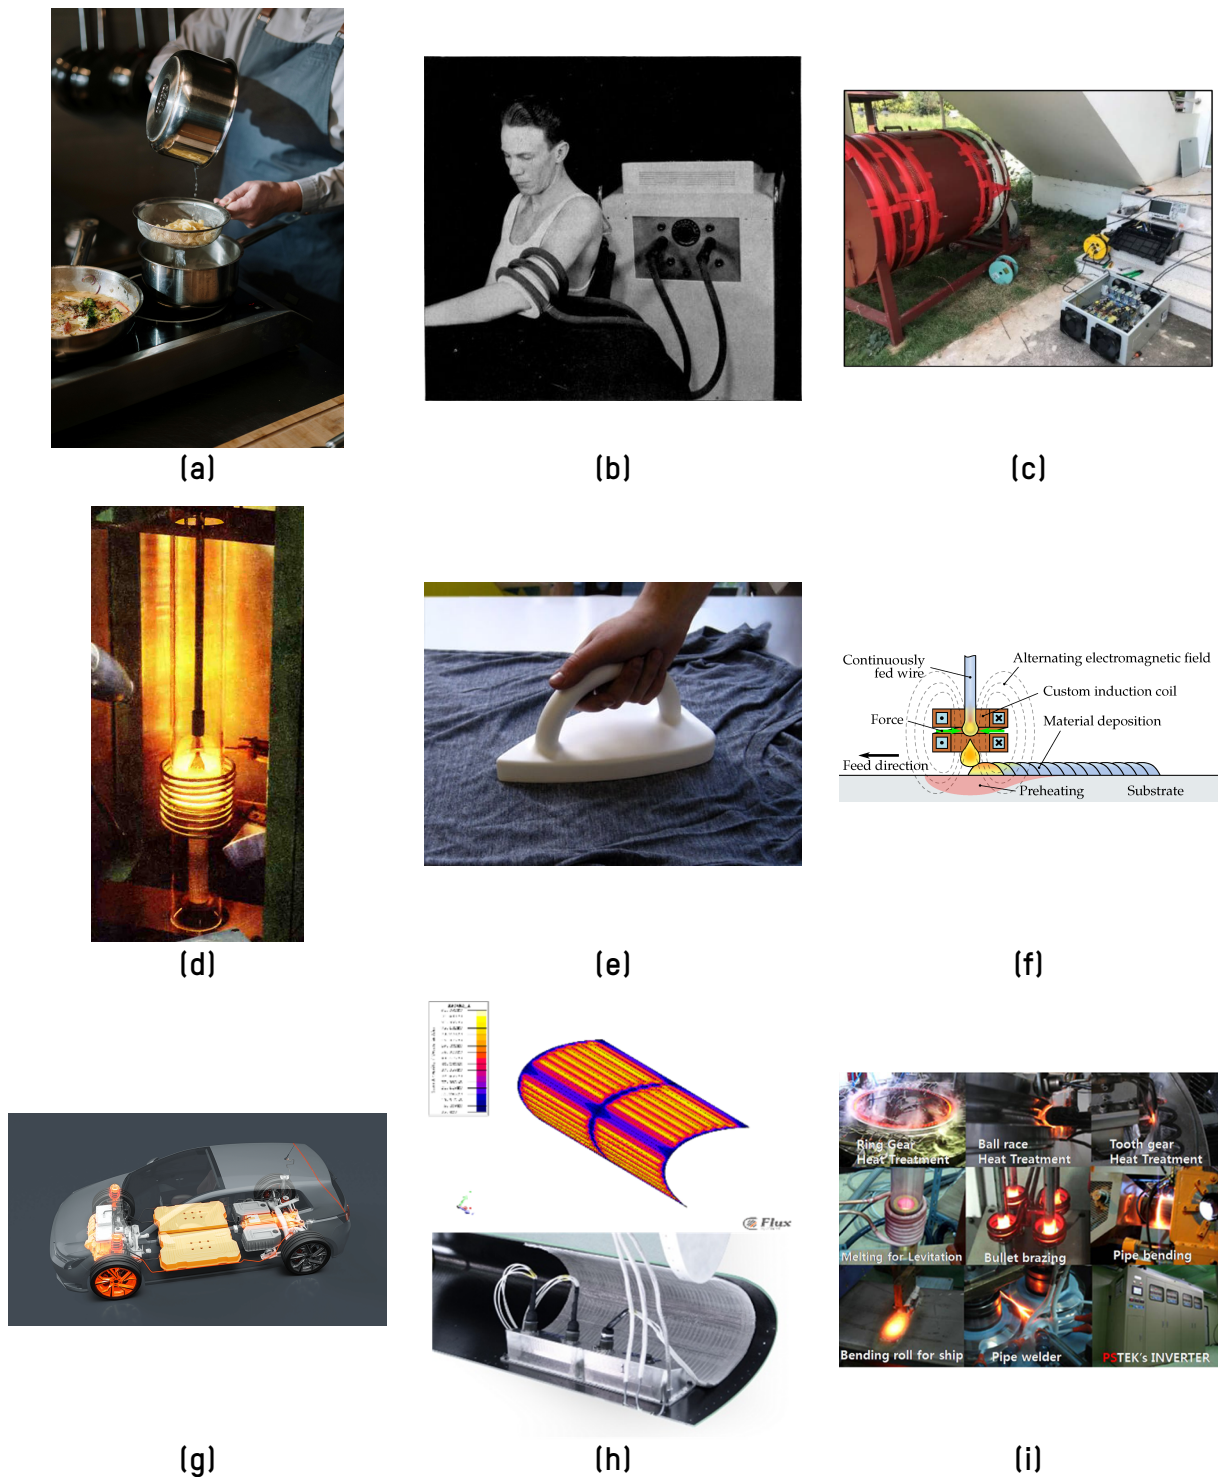 (a)
(b)
(c)
(d)
(e)
Continuously
fed wire
Alternating electromagnetic field
Custom induction coil
Force
Material deposition
Feed direction
Preheating
Substrate
(f)
(g)
Flux
(h)
Ring Gear
Heat Treatment
Ball race
Heat Treatment
Tooth gear
Heat Treatment
Melting for Levitation
Bullet brazing
Pipe bending
Bending roll for ship
Pipe welder
PSTEK's INVERTER
(i)